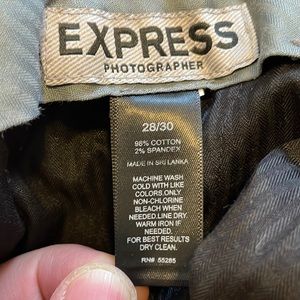 EXPRESS
PHOTOGRAPHER
28/30
98% COTTON
2% SPANDEX
MADE IN SRI LANKA
MACHINE WASH
COLD WITH LIKE
COLORS.ONLY
NON-CHLORINE
BLEACH WHEN
NEEDED.LINE DRY.
WARM IRON IF
NEEDED.
FOR BEST RESULTS
DRY CLEAN.
RN# 55285